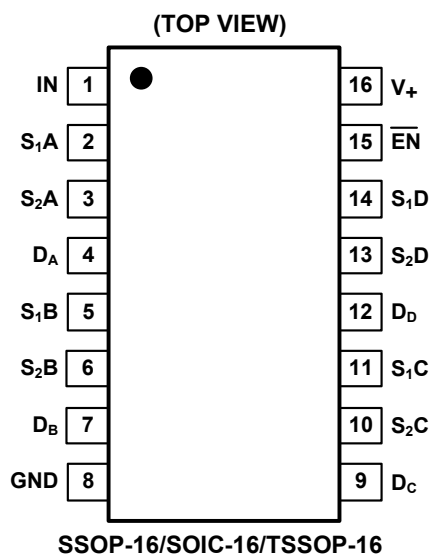 (TOP VIEW)
IN 1 16 V+
S1A 2 15 E̅N̅
S2A 3 14 S1D
DA 4 13 S2D
S1B 5 12 DD
S2B 6 11 S1C
DB 7 10 S2C
GND 8 9 DC
SSOP-16/SOIC-16/TSSOP-16